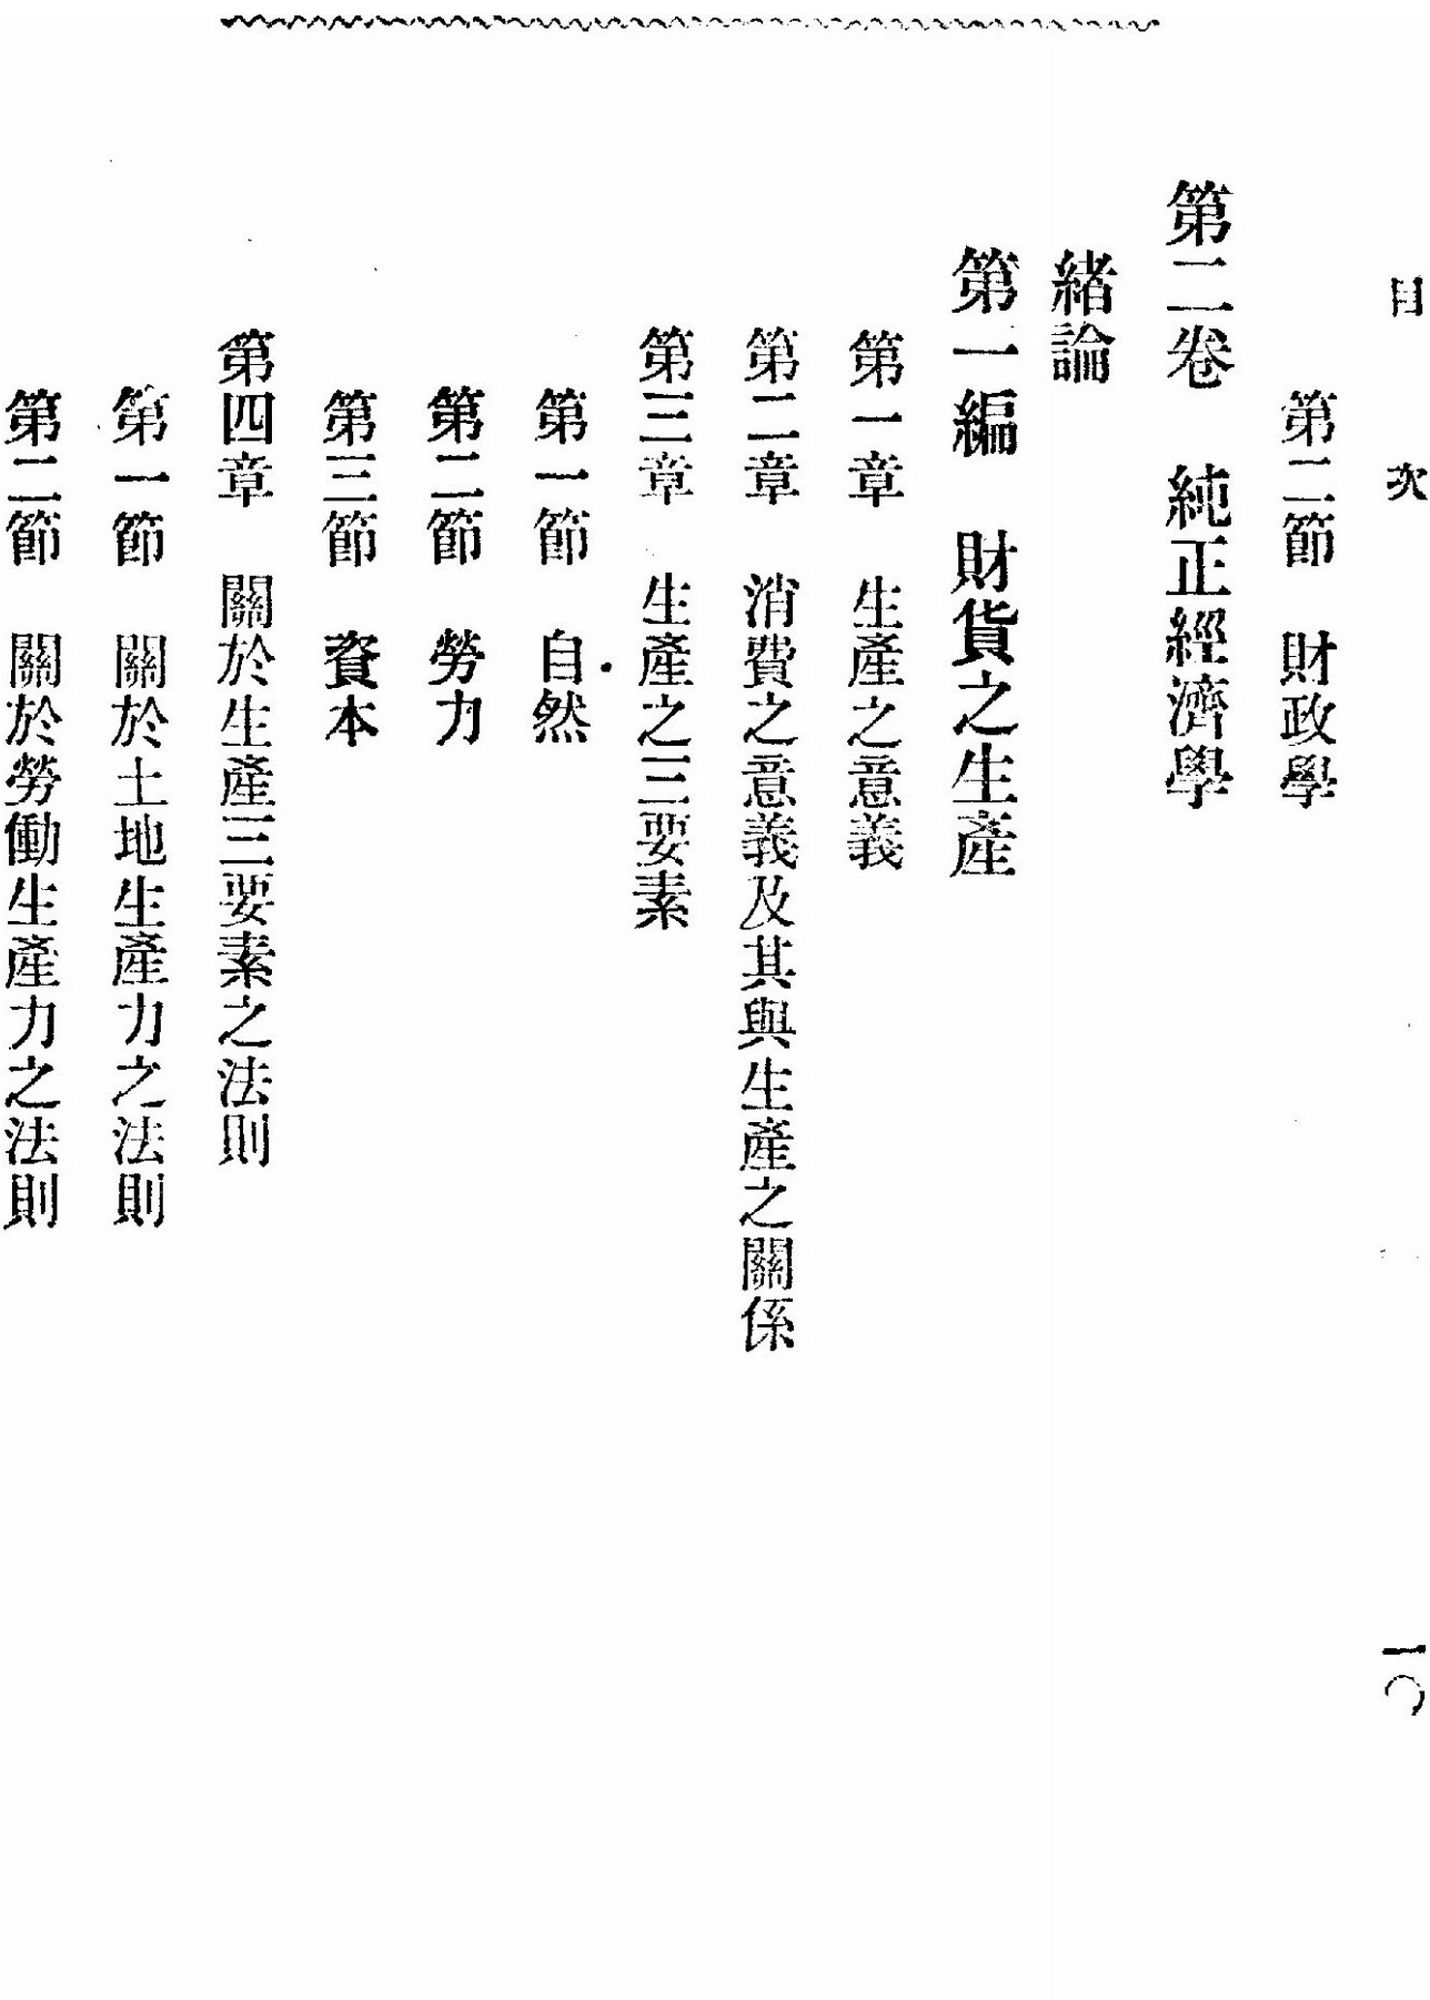 目次
一〇
第二節 財政學
第二卷 純正經濟學
緒論
第一編 財貨之生產
第一章 生產之意義
第二章 消費之意義及其與生產之關係
第三章 生產之三要素
第一節 自然
第二節 勞力
第三節 資本
第四章 關於生產三要素之法則
第一節 關於土地生產力之法則
第二節 關於勞働生產力之法則